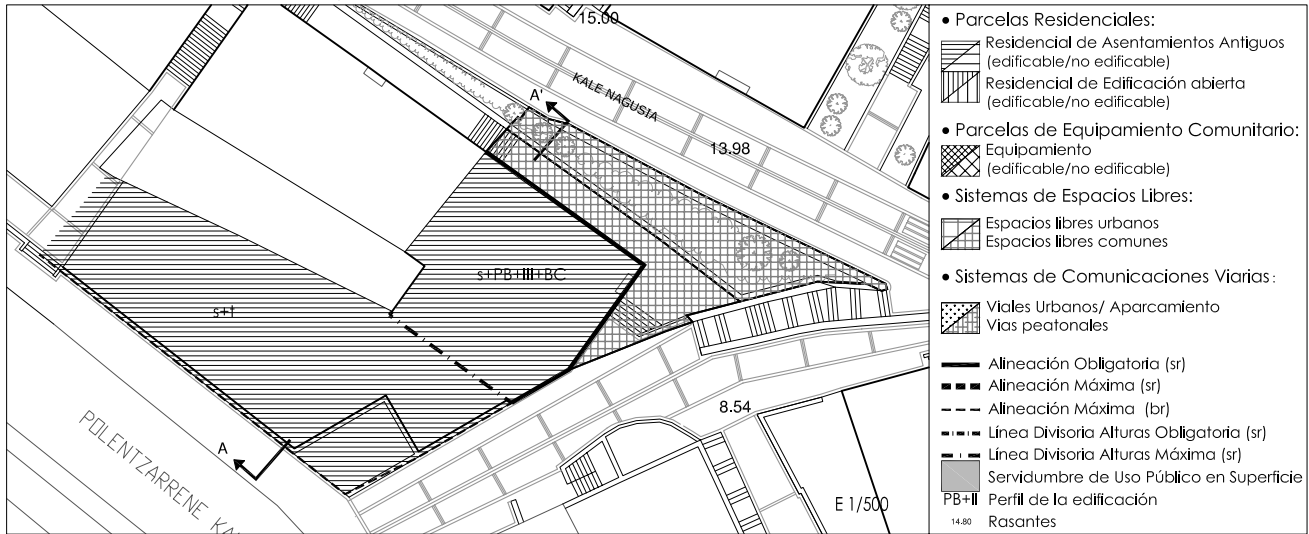 15.00
KALE NAGUSIA
A'
13.98
s+PB+III+BC
s+t
8.54
A
POLENTZARRENE
E 1/500
• Parcelas Residenciales:
Residencial de Asentamientos Antiguos
(edificable/no edificable)
Residencial de Edificación abierta
(edificable/no edificable)
• Parcelas de Equipamiento Comunitario:
Equipamiento
(edificable/no edificable)
• Sistemas de Espacios Libres:
Espacios libres urbanos
Espacios libres comunes
• Sistemas de Comunicaciones Viarias:
Viales Urbanos/ Aparcamiento
Vias peatonales
Alineación Obligatoria (sr)
Alineación Máxima (sr)
Alineación Máxima (br)
Línea Divisoria Alturas Obligatoria (sr)
Línea Divisoria Alturas Máxima (sr)
Servidumbre de Uso Público en Superficie
PB+II Perfil de la edificación
14.80 Rasantes